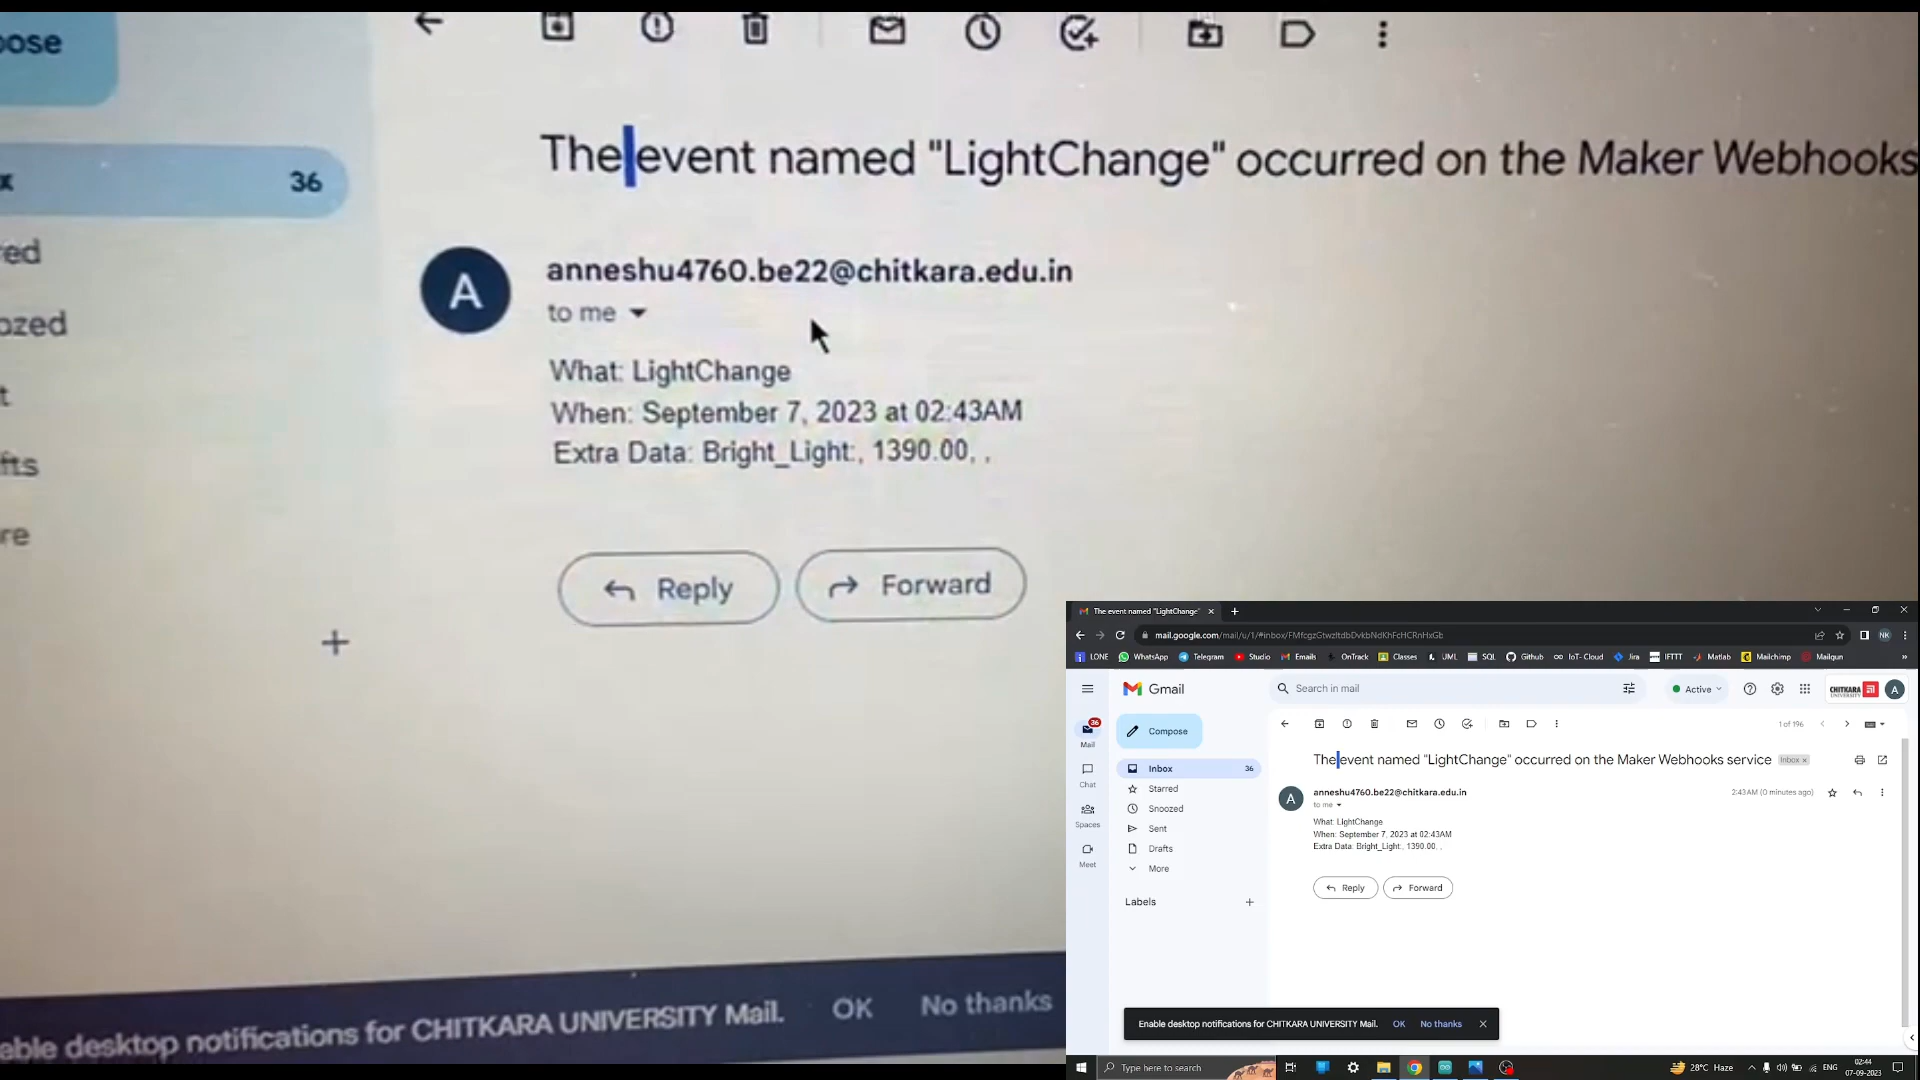 pose
36
The event named "LightChange" occurred on the Maker Webhooks
anneshu4760.be22@chitkara.edu.in
to me
A
What: LightChange
When: September 7, 2023 at 02:43AM
Extra Data: Bright_Light:, 1390.00, ,
Reply
Forward
red
ozed
t
fts
re
able desktop notifications for CHITKARA UNIVERSITY Mail.
OK
No thanks
The event named "LightChange"
mail.google.com/mail/u/1/#inbox/FMfcgzGtwzltdbDvkbNdKhFcHCRnHxGb
NK
LONE WhatsApp Telegram Studio Emails OnTrack Classes UML SQL Github IoT- Cloud Jira IFTTT Matlab Mailchimp Mailgun
Gmail
Search in mail
Active
CHITKARA
UNIVERSITY
A
36
Mail
Chat
Spaces
Meet
Compose
Inbox 36
Starred
Snoozed
Sent
Drafts
More
Labels
1 of 196
The event named "LightChange" occurred on the Maker Webhooks service Inbox x
A
anneshu4760.be22@chitkara.edu.in
to me
2:43AM (0 minutes ago)
What: LightChange
When: September 7, 2023 at 02:43AM
Extra Data: Bright_Light:, 1390.00, ,
Reply
Forward
Enable desktop notifications for CHITKARA UNIVERSITY Mail. OK No thanks
Type here to search
28°C Haze
ENG
02:44
07-09-2023